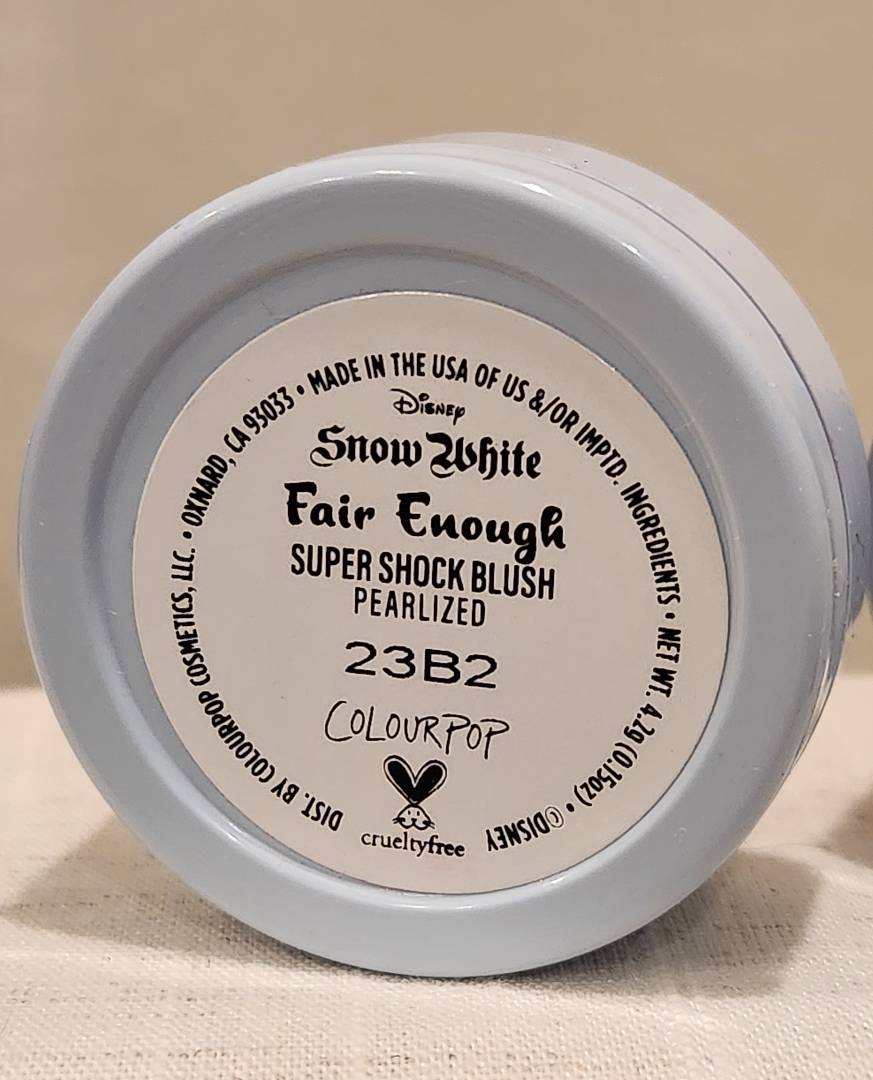 DIST. BY COLOURPOP COSMETICS, LLC. • OXNARD, CA 93033 • MADE IN THE USA OF US &/OR IMPTD. INGREDIENTS • NET WT. 4.2g (0.15oz) • ©DISNEY
Disney
Snow White
Fair Enough
SUPER SHOCK BLUSH
PEARLIZED
23B2
COLOURPOP
crueltyfree